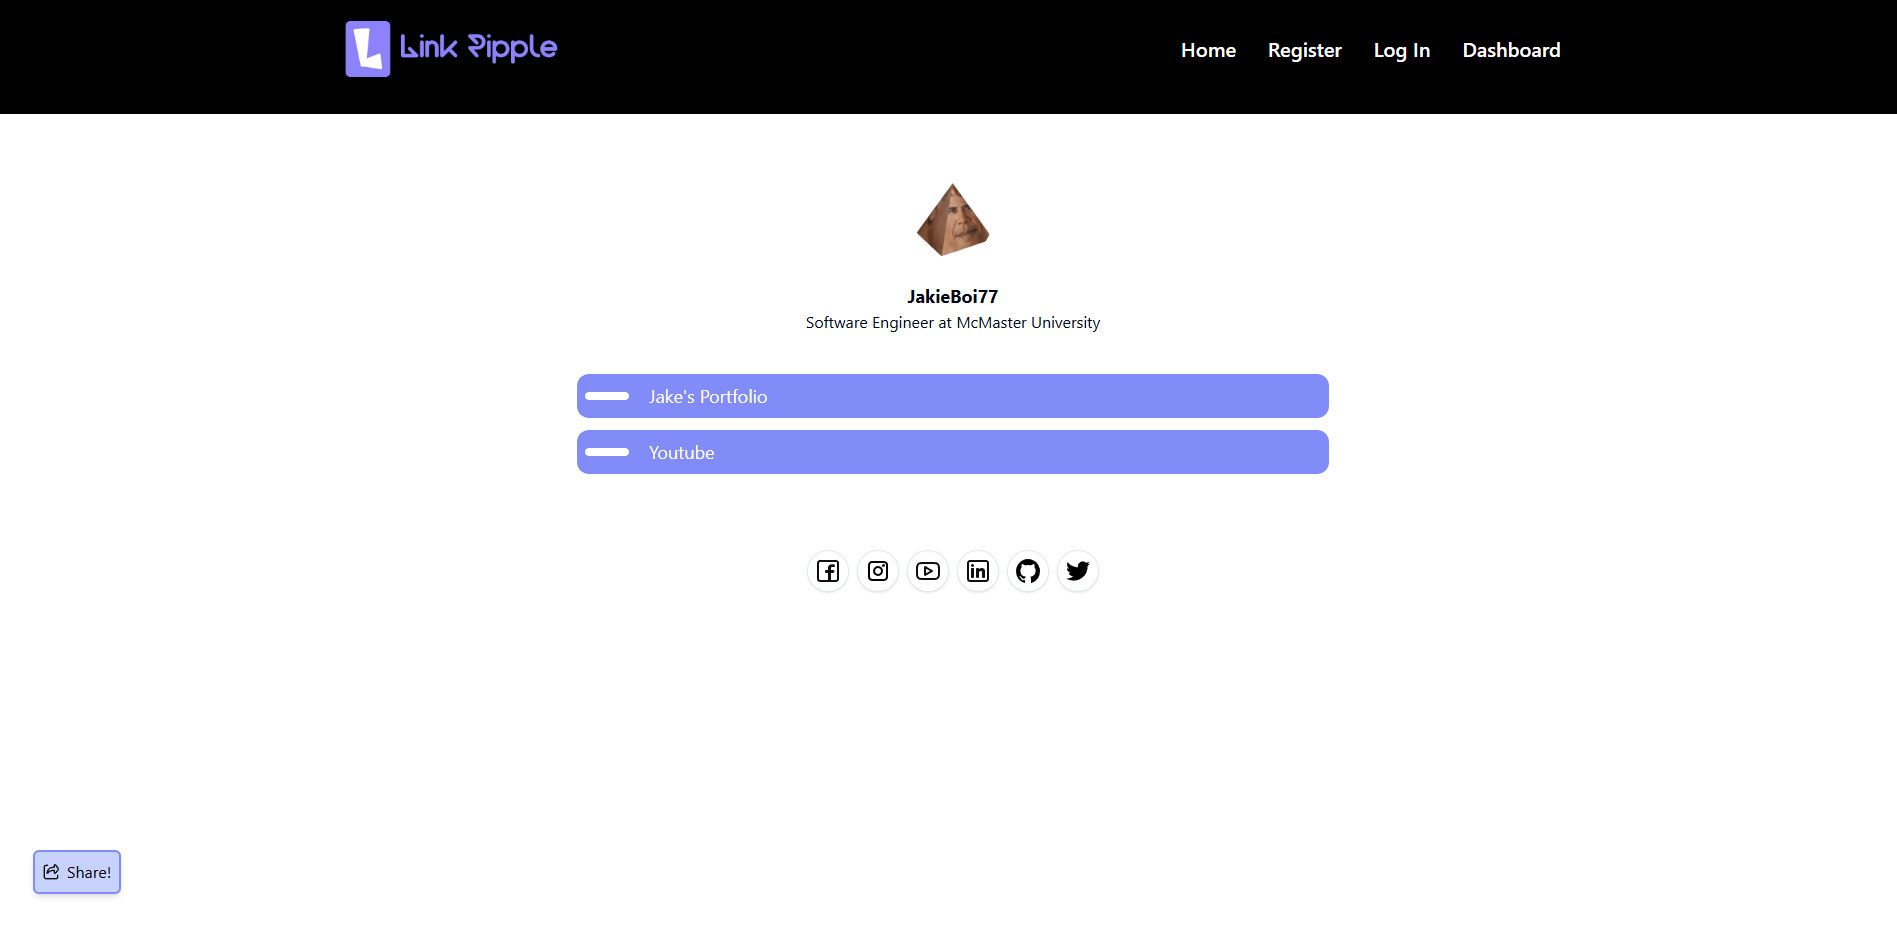 Link Ripple
Home Register Log In Dashboard
JakieBoi77
Software Engineer at McMaster University
Jake's Portfolio
Youtube
Share!